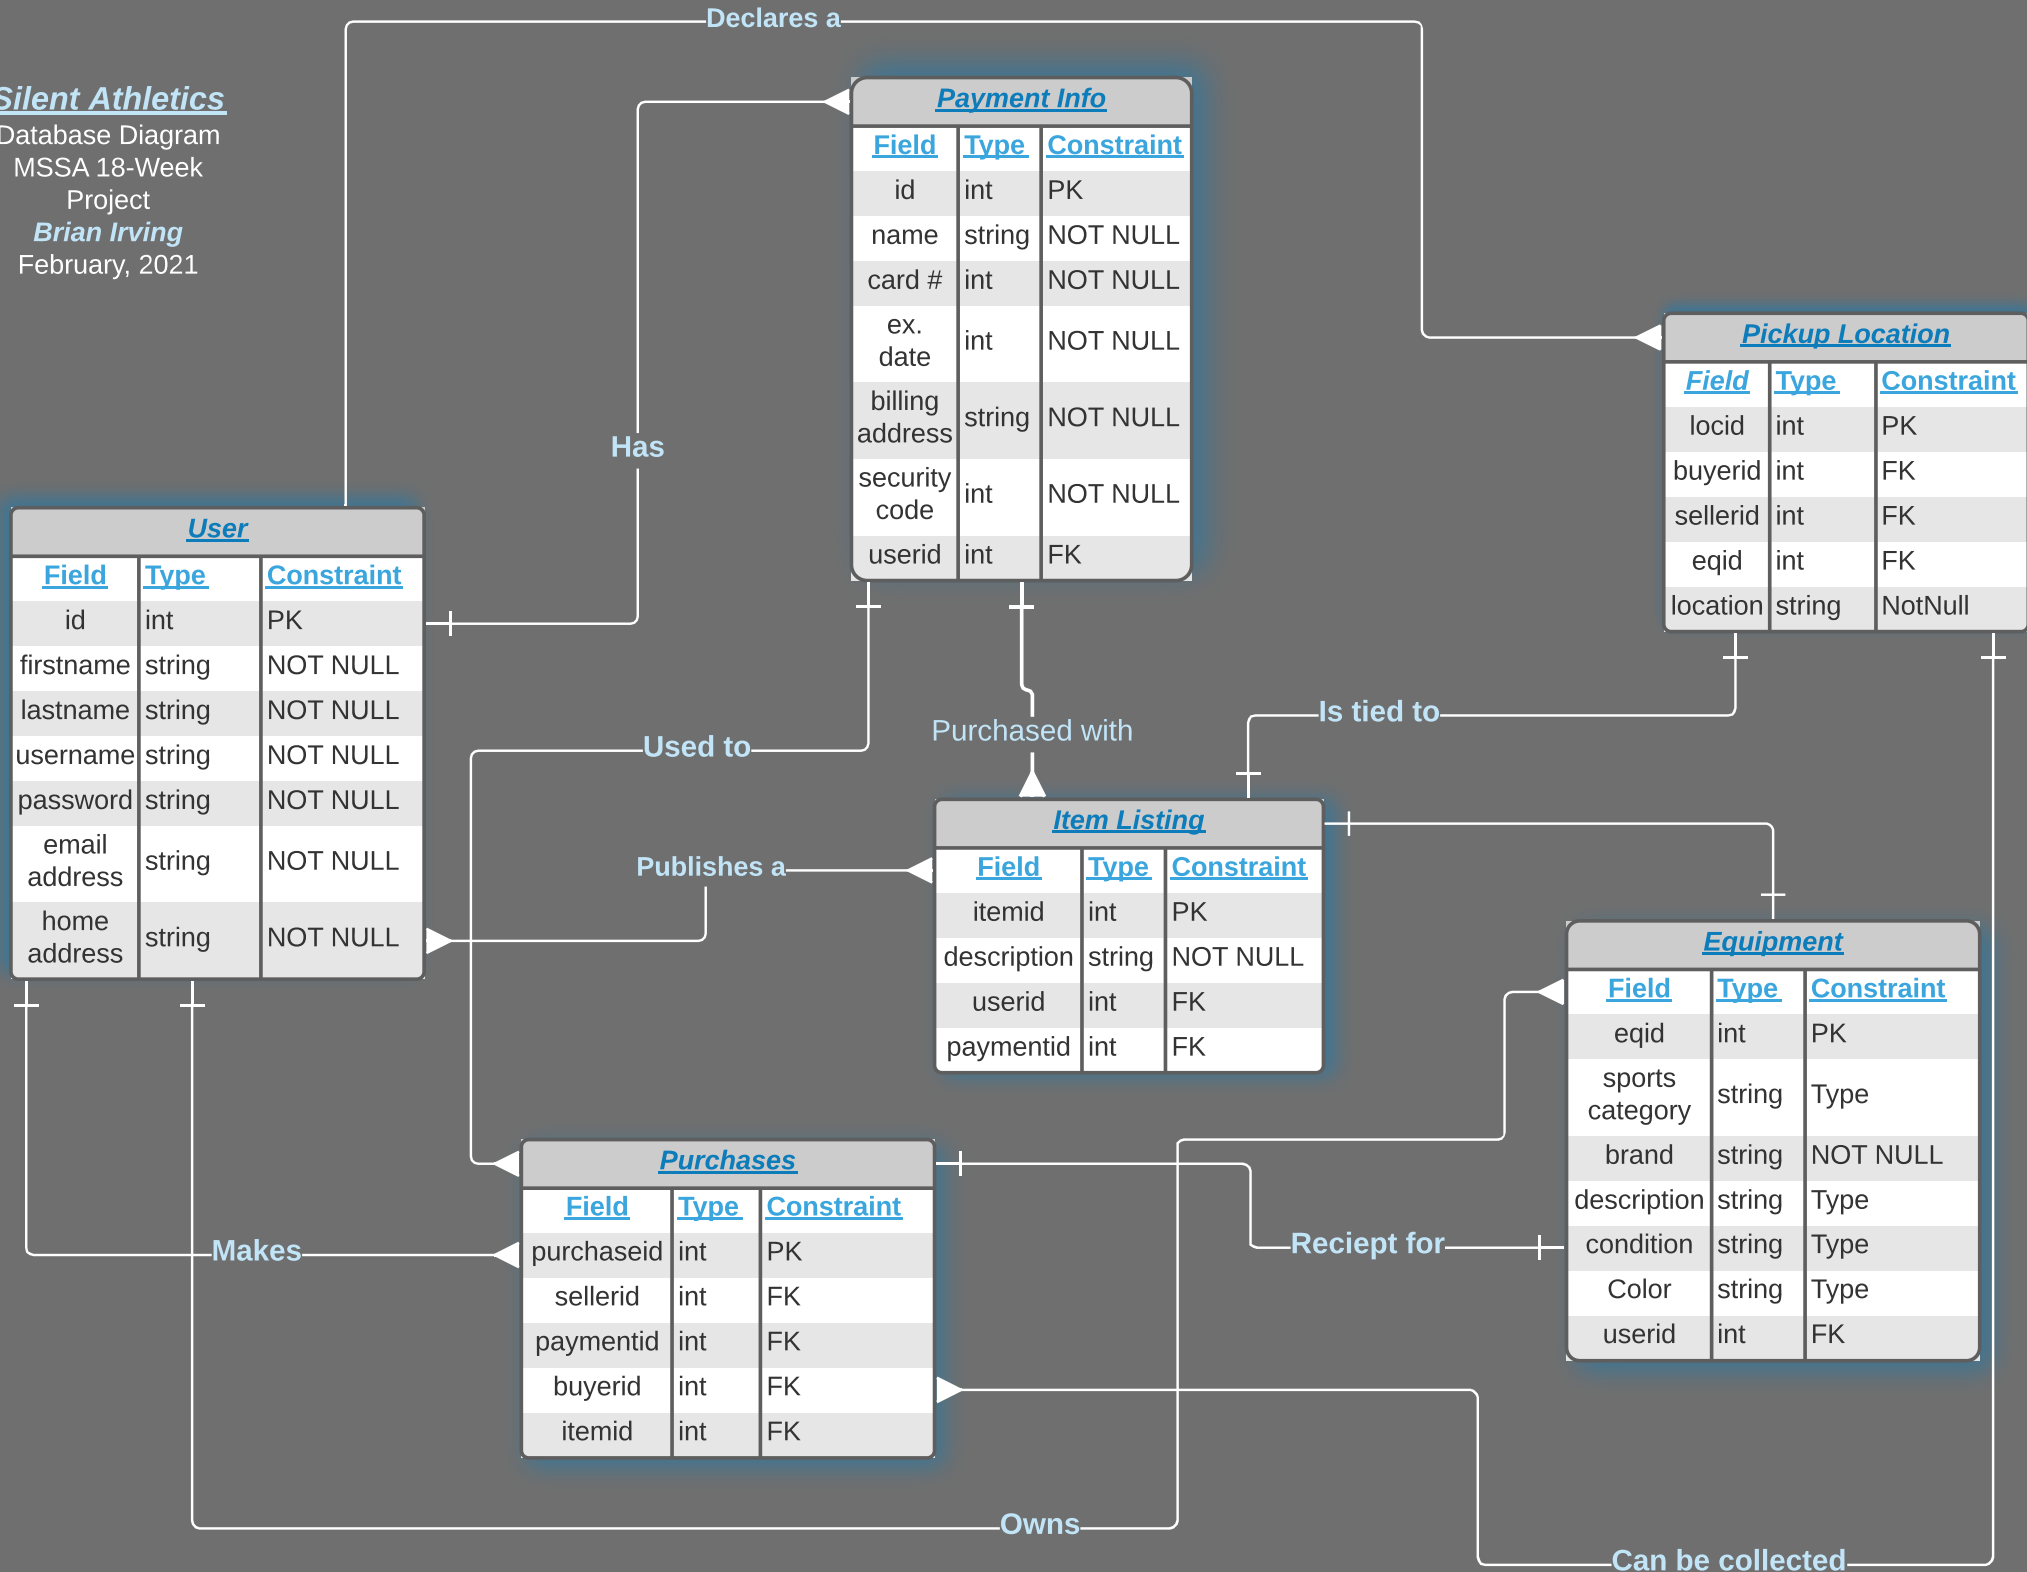 Declares a
Silent Athletics
Database Diagram
MSSA 18-Week
Project
Brian Irving
February, 2021
Payment Info
Field Type Constraint
id int PK
name string NOT NULL
card # int NOT NULL
ex.
date int NOT NULL
billing
address string NOT NULL
security
code int NOT NULL
userid int FK
Pickup Location
Field Type Constraint
locid int PK
buyerid int FK
sellerid int FK
eqid int FK
location string NotNull
Has
User
Field Type Constraint
id int PK
firstname string NOT NULL
lastname string NOT NULL
username string NOT NULL
password string NOT NULL
email
address string NOT NULL
home
address string NOT NULL
Is tied to
Purchased with
Used to
Publishes a
Item Listing
Field Type Constraint
itemid int PK
description string NOT NULL
userid int FK
paymentid int FK
Equipment
Field Type Constraint
eqid int PK
sports
category string Type
brand string NOT NULL
description string Type
condition string Type
Color string Type
userid int FK
Purchases
Field Type Constraint
purchaseid int PK
sellerid int FK
paymentid int FK
buyerid int FK
itemid int FK
Makes
Reciept for
Owns
Can be collected